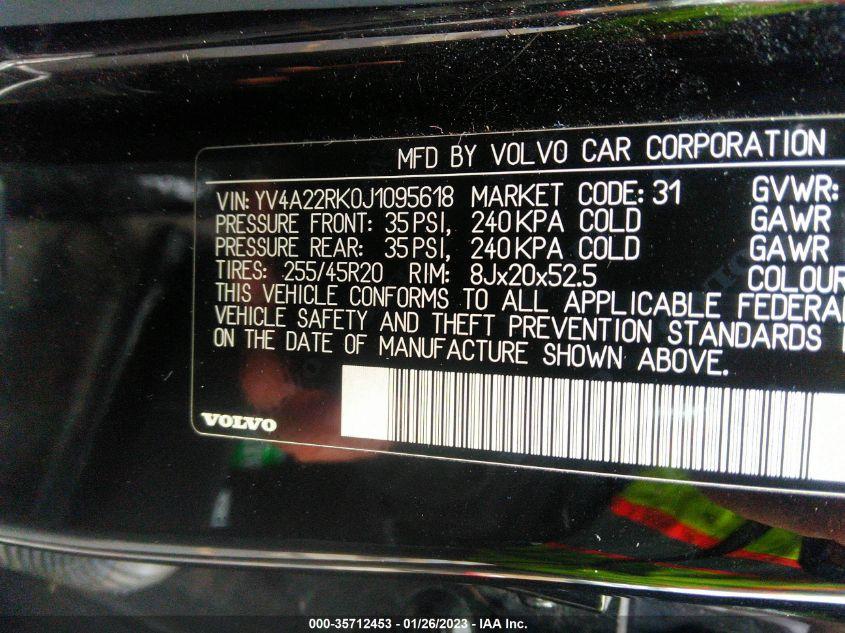 MFD BY VOLVO CAR CORPORATION
VIN: YV4A22RK0J1095618 MARKET CODE: 31 GVWR:
PRESSURE FRONT: 35 PSI, 240 KPA COLD GAWR
PRESSURE REAR: 35 PSI, 240 KPA COLD GAWR
TIRES: 255/45R20 RIM: 8Jx20x52.5 COLOUR
THIS VEHICLE CONFORMS TO ALL APPLICABLE FEDERAL
VEHICLE SAFETY AND THEFT PREVENTION STANDARDS
ON THE DATE OF MANUFACTURE SHOWN ABOVE.
VOLVO
000-35712453 - 01/26/2023 - IAA Inc.